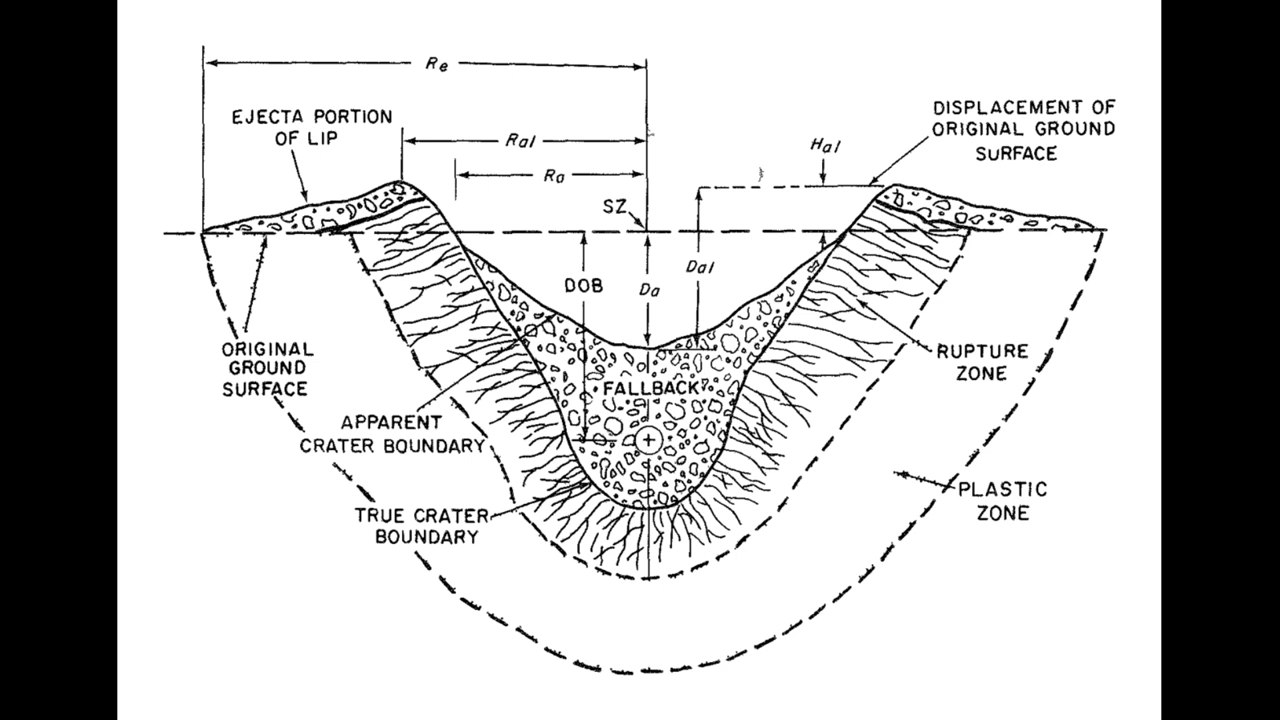 Re
EJECTA PORTION
OF LIP
DISPLACEMENT OF
ORIGINAL GROUND
SURFACE
Ral
Hal
Ra
SZ
DOB
Da
Dal
ORIGINAL
GROUND
SURFACE
RUPTURE
ZONE
FALLBACK
APPARENT
CRATER BOUNDARY
PLASTIC
ZONE
TRUE CRATER
BOUNDARY